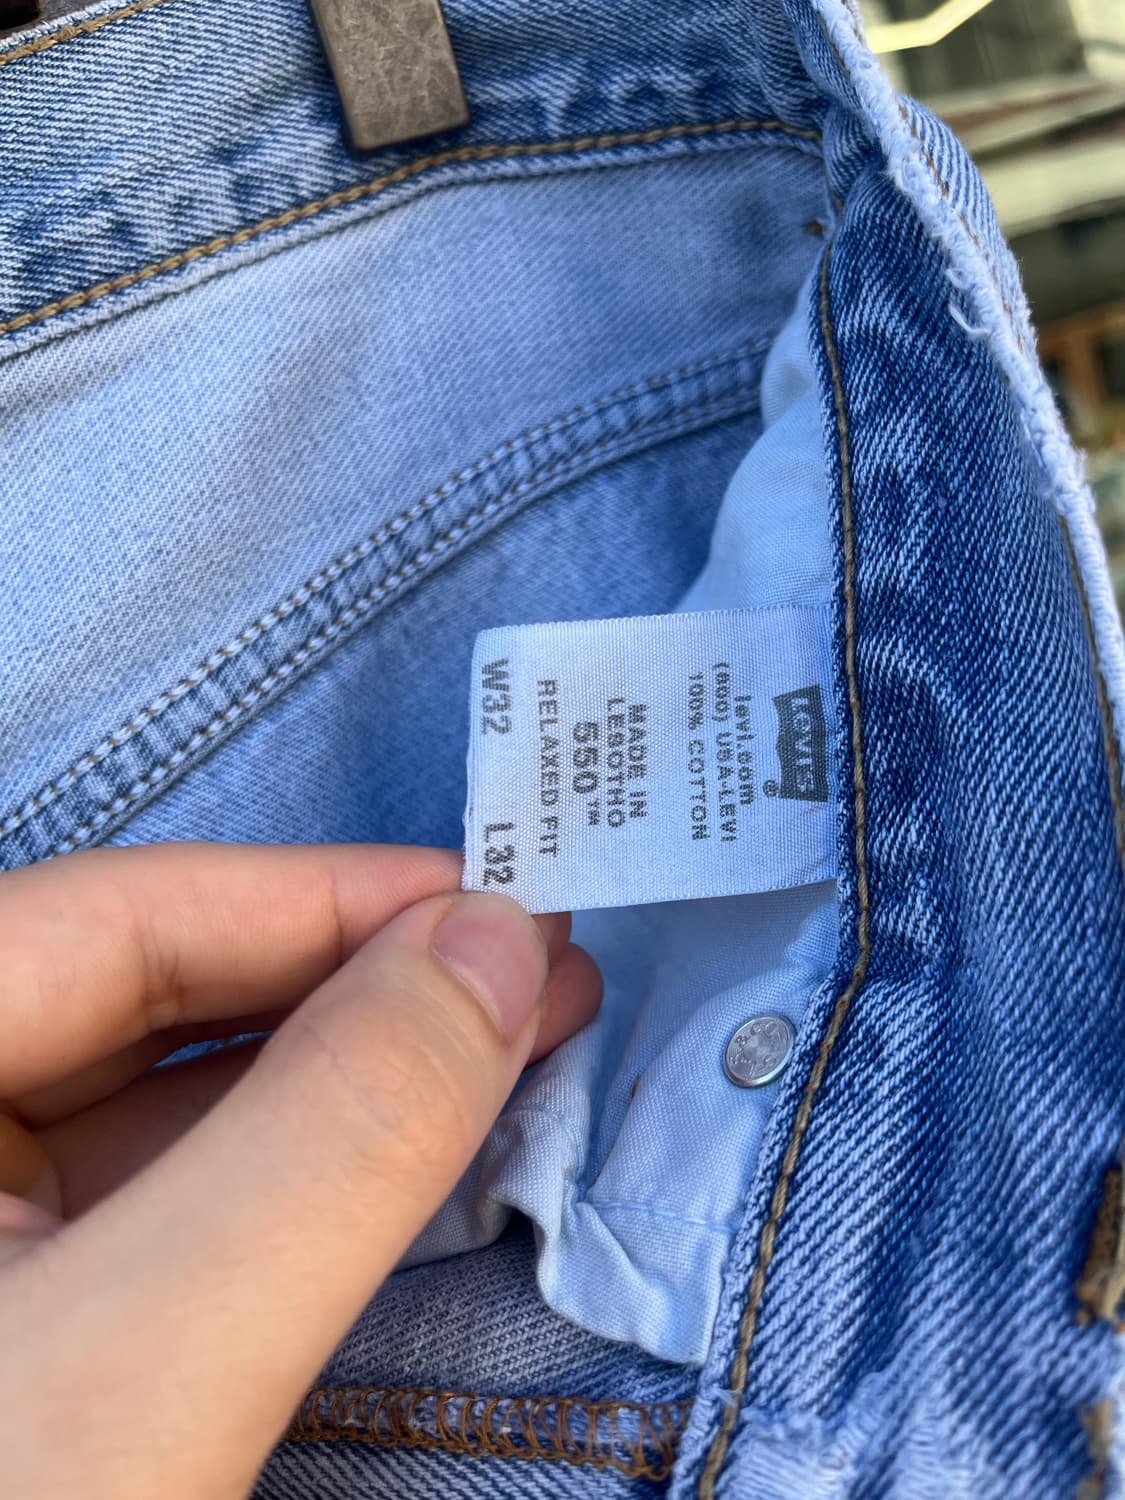 LEVI'S®
levi.com
(800) USA-LEVI
100% COTTON
MADE IN
LESOTHO
550™
RELAXED FIT
W32 L32